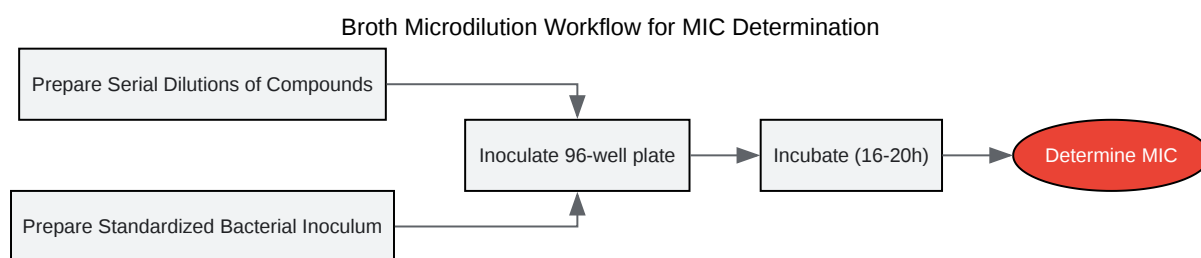 Broth Microdilution Workflow for MIC Determination
Prepare Serial Dilutions of Compounds
Inoculate 96-well plate
Incubate (16-20h)
Determine MIC
Prepare Standardized Bacterial Inoculum